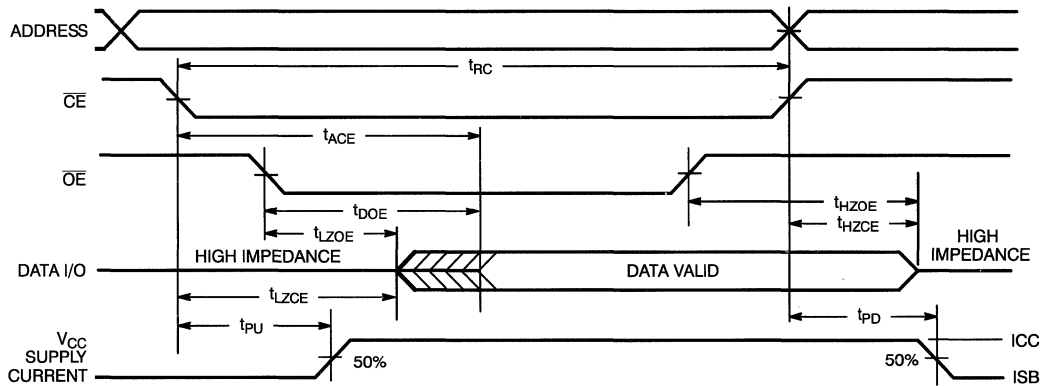 ADDRESS
tRC
CE
tACE
OE
tDOE
tHZOE
tLZOE
tHZCE
HIGH IMPEDANCE
HIGH
IMPEDANCE
DATA I/O
DATA VALID
tLZCE
tPU
tPD
VCC
SUPPLY
CURRENT
50%
50%
ICC
ISB